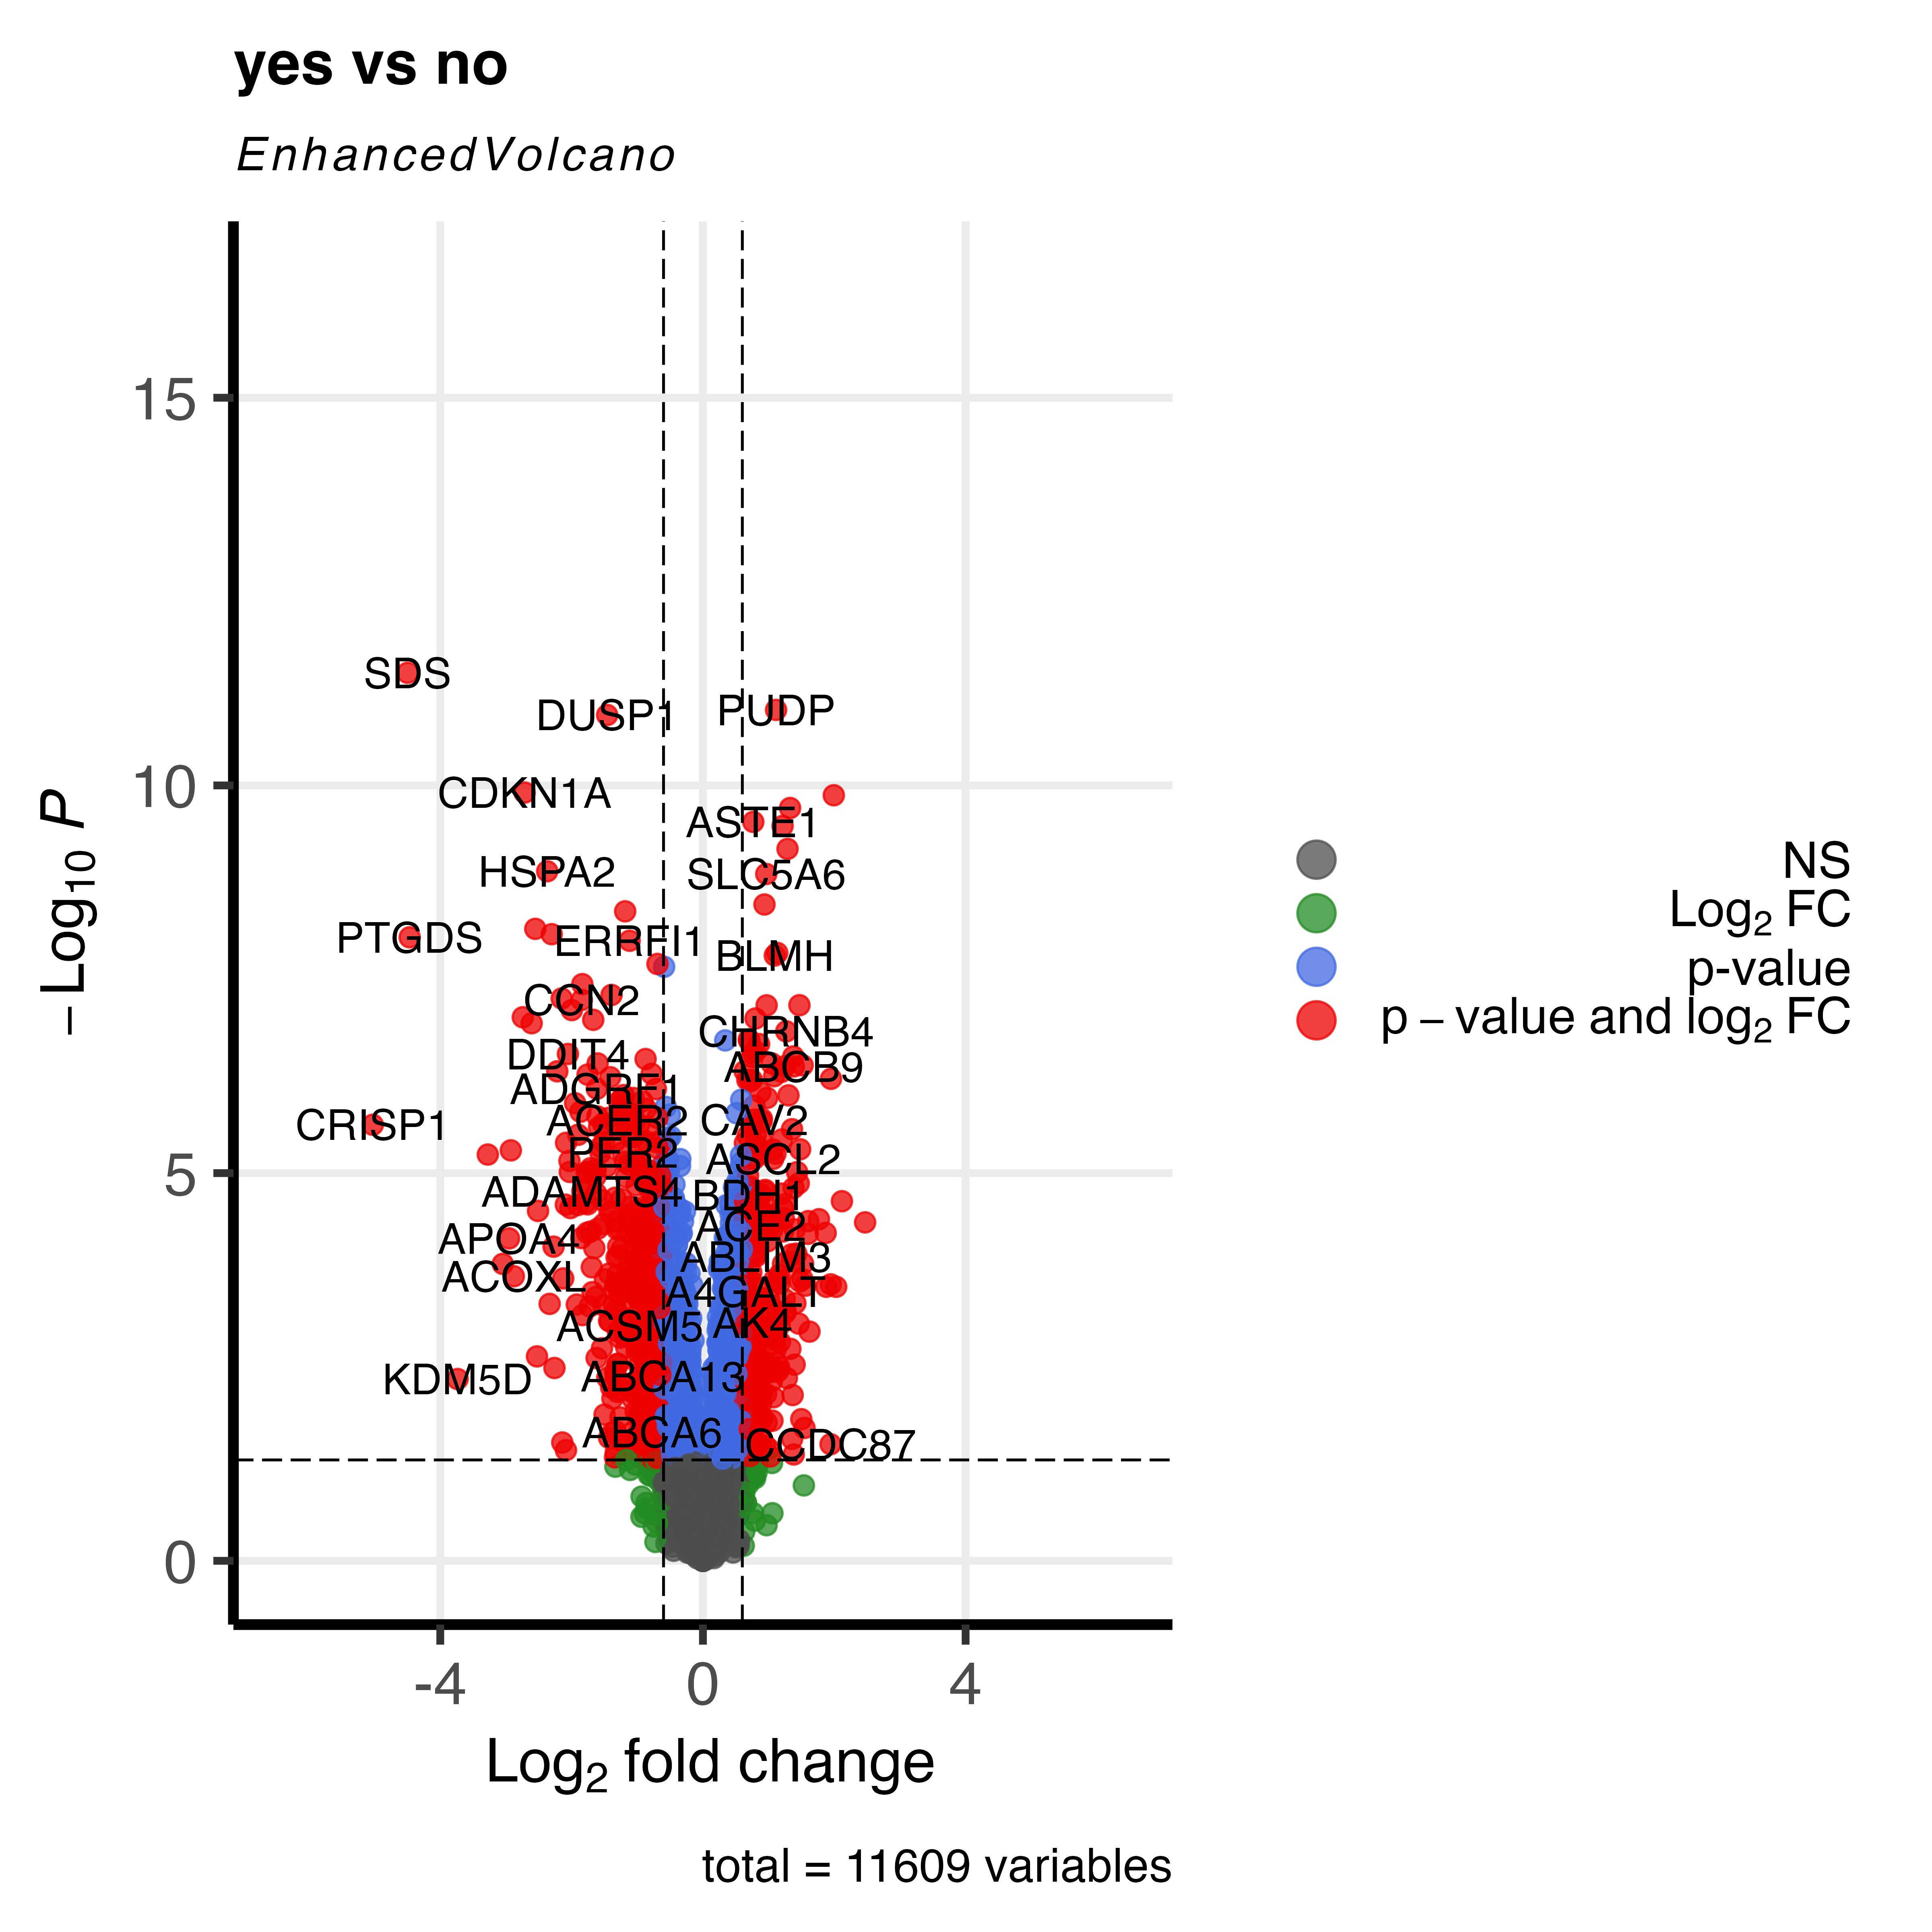 yes vs no
EnhancedVolcano
15
10
5
0
− Log₁₀ P
SDS
DUSP1
PUDP
CDKN1A
ASTE1
HSPA2
SLC5A6
PTGDS
ERRFI1
BLMH
CCN2
CHRNB4
DDIT4
ABCB9
ADGRF1
CRISP1
ACER2
CAV2
PER2
ASCL2
ADAMTS4
BDH1
APOA4
ACE2
ABLIM3
ACOXL
A4GALT
ACSM5
AK4
KDM5D
ABCA13
ABCA6
CCDC87
-4
0
4
Log₂ fold change
total = 11609 variables
NS
Log₂ FC
p-value
p − value and log₂ FC